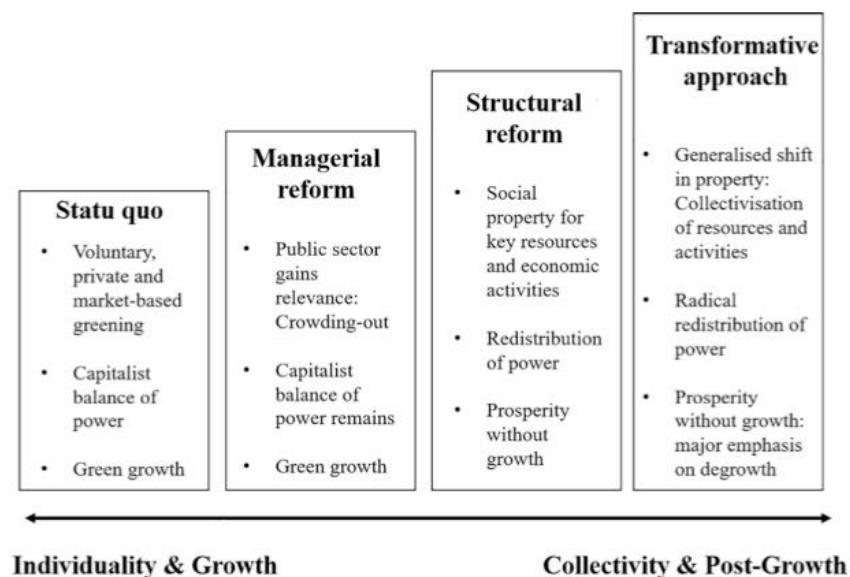 Statu quo
• Voluntary,
private and
market-based
greening
• Capitalist
balance of
power
• Green growth
Managerial
reform
• Public sector
gains
relevance:
Crowding-out
• Capitalist
balance of
power remains
• Green growth
Structural
reform
• Social
property for
key resources
and economic
activities
• Redistribution
of power
• Prosperity
without
growth
Transformative
approach
• Generalised shift
in property:
Collectivisation
of resources and
activities
• Radical
redistribution of
power
• Prosperity
without growth:
major emphasis
on degrowth
Individuality & Growth
Collectivity & Post-Growth